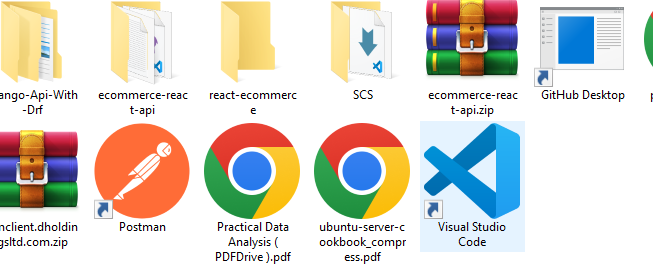 ango-Api-With
-Drf
ecommerce-reac
t-api
react-ecommerc
e
SCS
ecommerce-reac
t-api.zip
GitHub Desktop
p
nclient.dholdin
gsltd.com.zip
Postman
Practical Data
Analysis (
PDFDrive ).pdf
ubuntu-server-c
ookbook_compr
ess.pdf
Visual Studio
Code